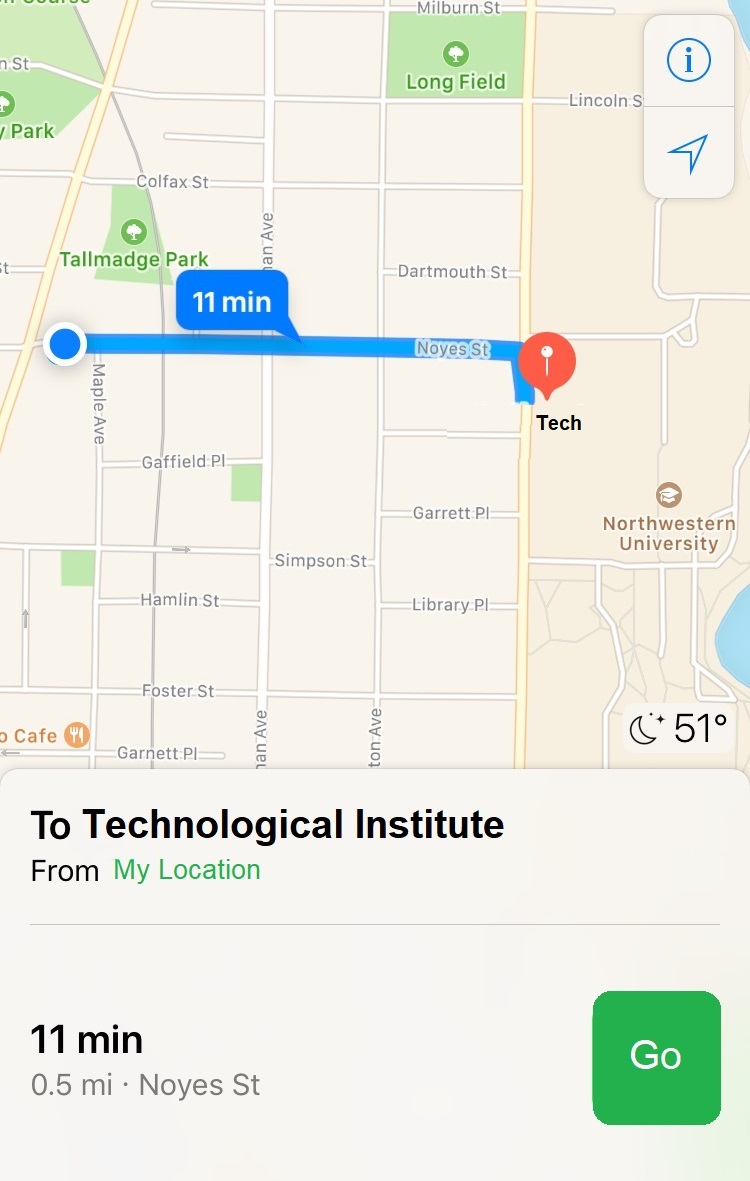 Milburn St
n St
Long Field
Lincoln S
y Park
Colfax St
Tallmadge Park
an Ave
Dartmouth St
11 min
Noyes St
Maple Ave
Tech
Gaffield Pl
Northwestern
University
Garrett Pl
Simpson St
Hamlin St
Library Pl
Foster St
o Cafe
Garnett Pl
an Ave
ton Ave
51°
To Technological Institute
From My Location
11 min
0.5 mi · Noyes St
Go